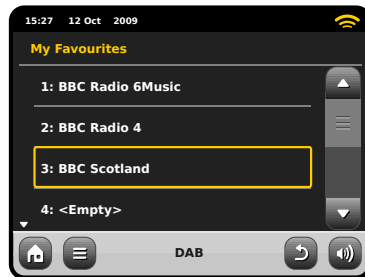 15:27 12 Oct 2009
My Favourites
1: BBC Radio 6Music
2: BBC Radio 4
3: BBC Scotland
4: <Empty>
DAB